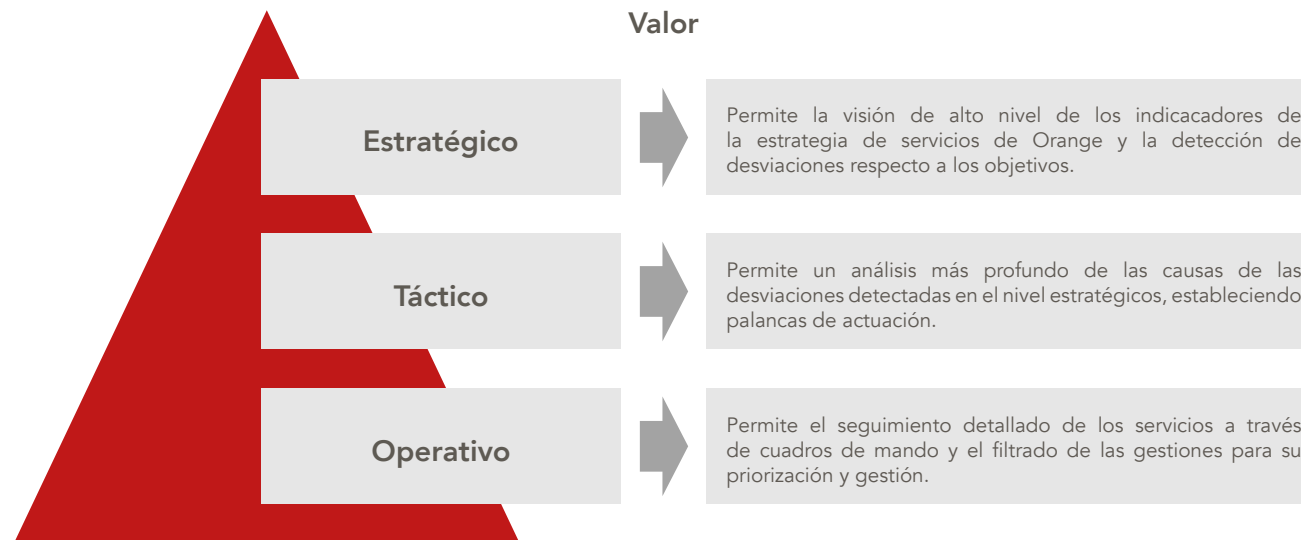 Valor
Estratégico
Permite la visión de alto nivel de los indicacadores de
la estrategia de servicios de Orange y la detección de
desviaciones respecto a los objetivos.
Táctico
Permite un análisis más profundo de las causas de las
desviaciones detectadas en el nivel estratégicos, estableciendo
palancas de actuación.
Operativo
Permite el seguimiento detallado de los servicios a través
de cuadros de mando y el filtrado de las gestiones para su
priorización y gestión.